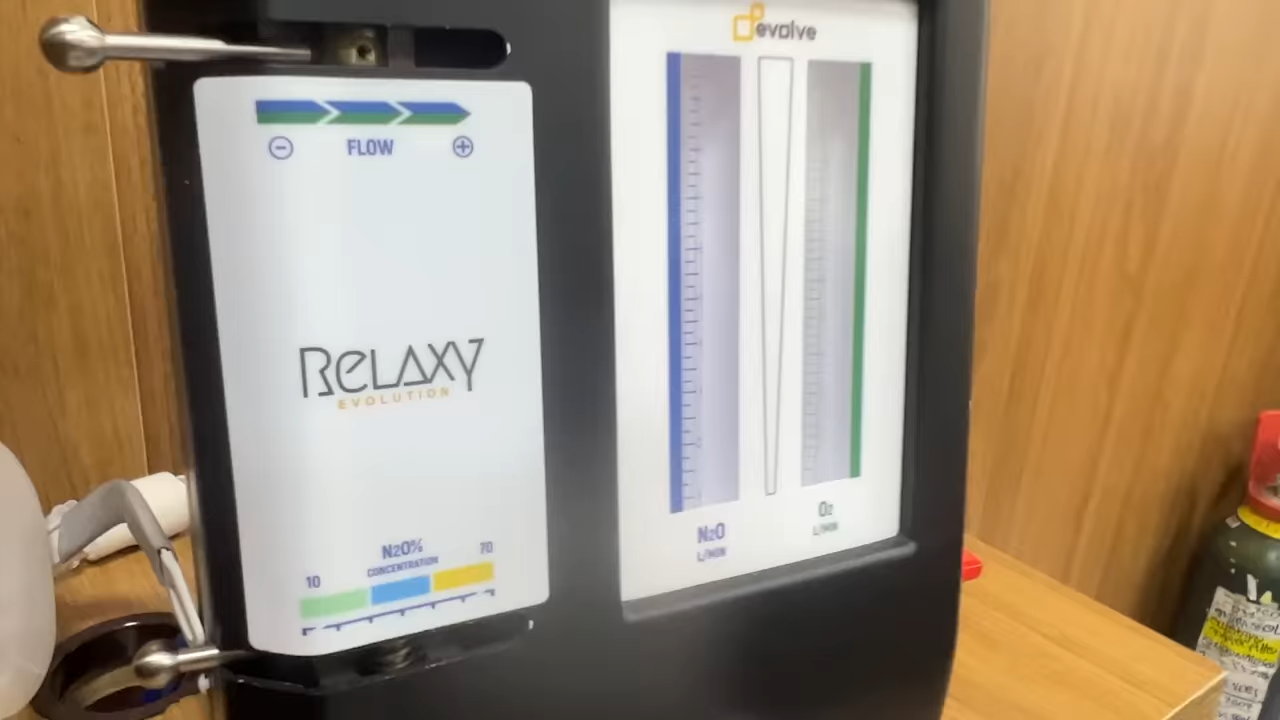 evolve
FLOW
RELAXY
EVOLUTION
N2O%
CONCENTRATION
10
70
N2O
L/MIN
O2
L/MIN